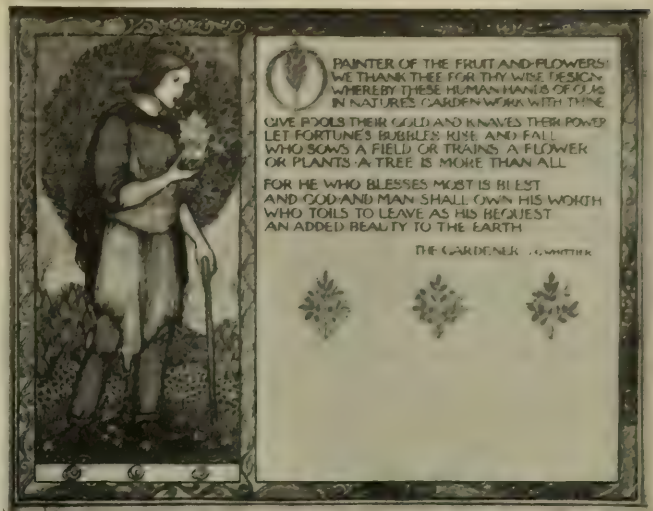 O PAINTER OF THE FRUIT AND FLOWERS!
WE THANK THEE FOR THY WISE DESIGN
WHEREBY THESE HUMAN HANDS OF OURS
IN NATURE'S GARDEN WORK WITH THINE
GIVE FOOLS THEIR GOLD AND KNAVES THEIR POWER
LET FORTUNE'S BUBBLES RISE AND FALL
WHO SOWS A FIELD OR TRAINS A FLOWER
OR PLANTS A TREE IS MORE THAN ALL
FOR HE WHO BLESSES MOST IS BLEST
AND GOD AND MAN SHALL OWN HIS WORTH
WHO TOILS TO LEAVE AS HIS BEQUEST
AN ADDED BEAUTY TO THE EARTH
THE GARDENER J.G. WHITTIER